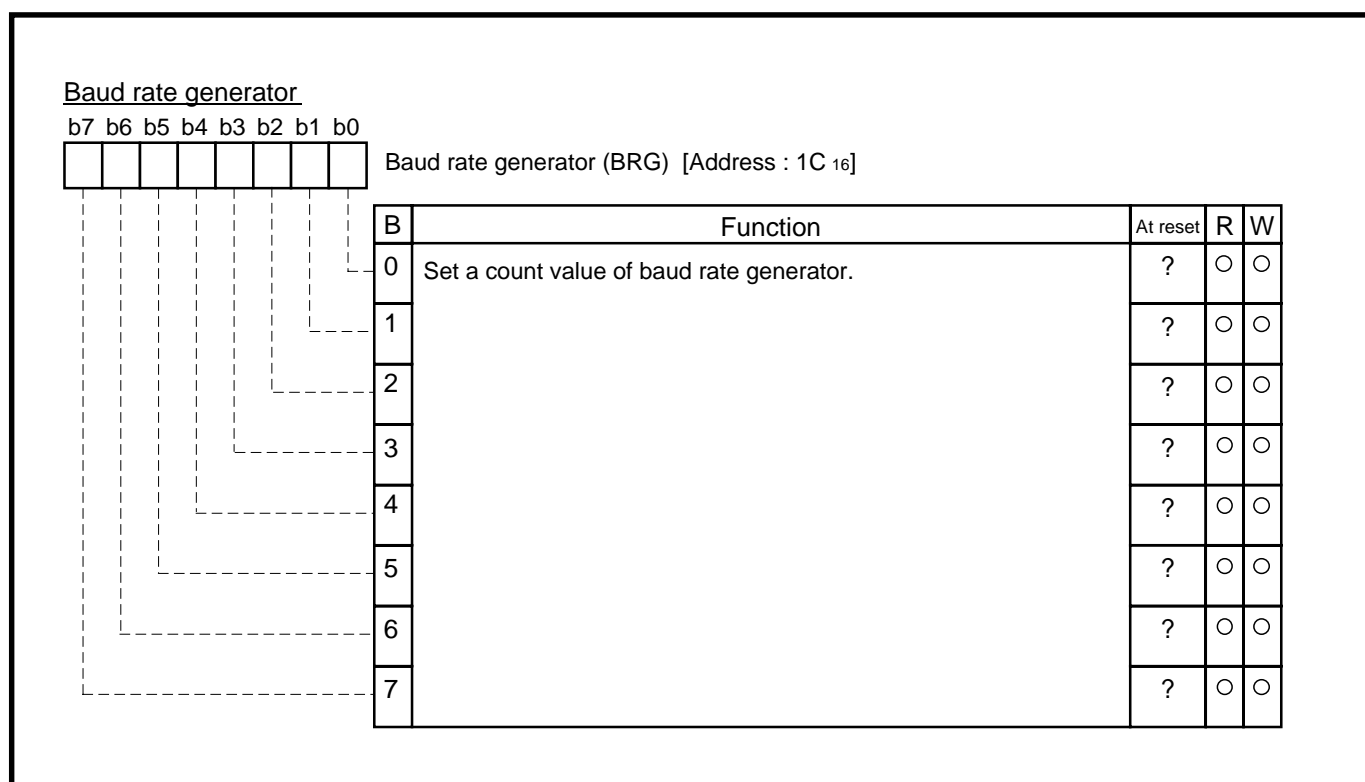 Baud rate generator
b7 b6 b5 b4 b3 b2 b1 b0
Baud rate generator (BRG) [Address : 1C 16]
B Function At reset R W
0 Set a count value of baud rate generator. ? ○ ○
1 ? ○ ○
2 ? ○ ○
3 ? ○ ○
4 ? ○ ○
5 ? ○ ○
6 ? ○ ○
7 ? ○ ○